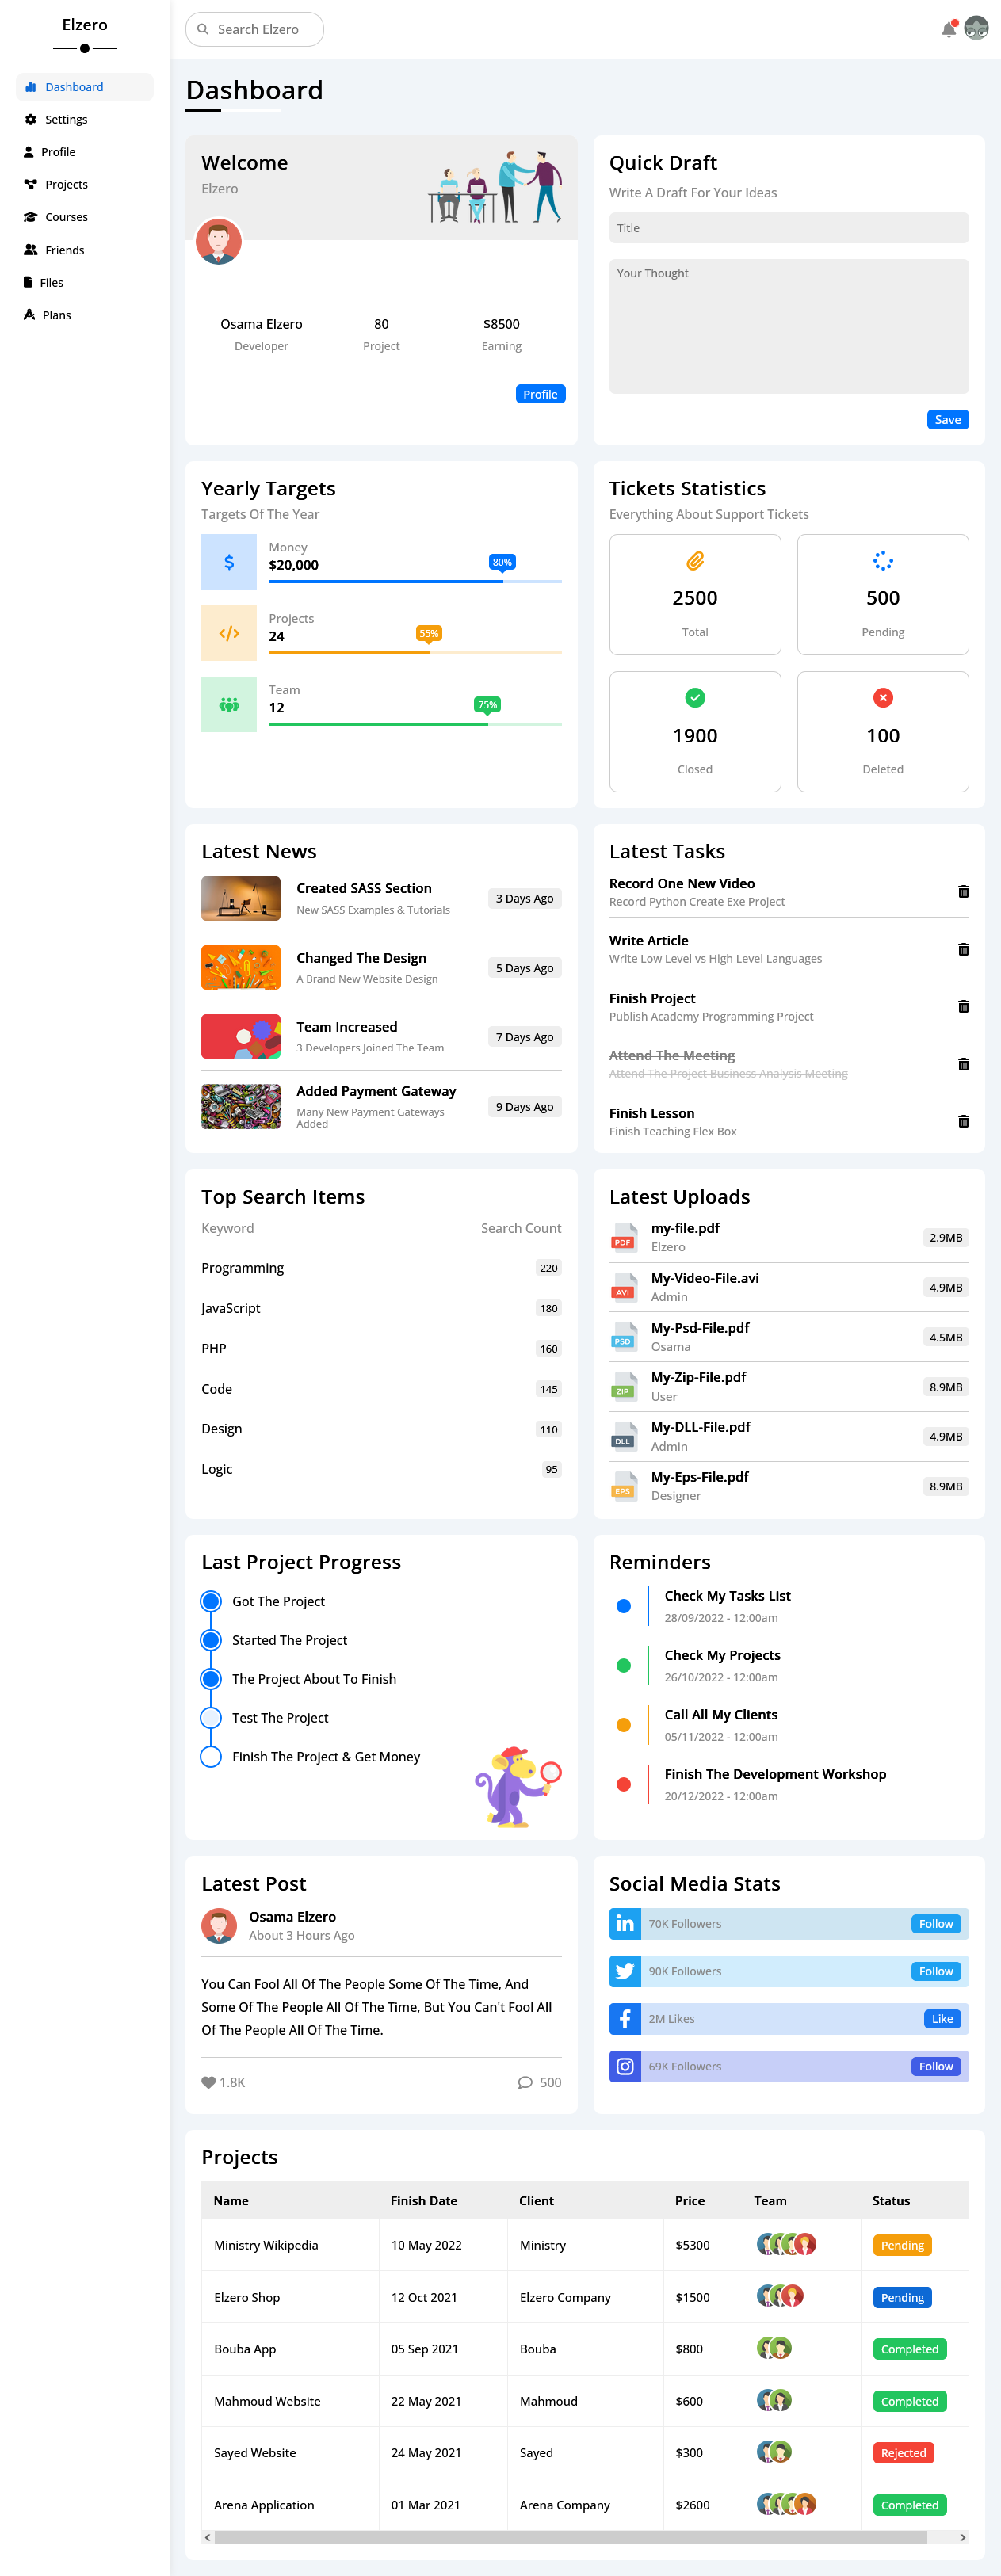 Elzero
Dashboard
Settings
Profile
Projects
Courses
Friends
Files
Plans
Search Elzero
Dashboard
Welcome
Elzero
Osama Elzero
Developer
80
Project
$8500
Earning
Profile
Quick Draft
Write A Draft For Your Ideas
Title
Your Thought
Save
Yearly Targets
Targets Of The Year
Money
$20,000
80%
Projects
24
55%
Team
12
75%
Tickets Statistics
Everything About Support Tickets
2500
Total
500
Pending
1900
Closed
100
Deleted
Latest News
Created SASS Section
New SASS Examples & Tutorials
3 Days Ago
Changed The Design
A Brand New Website Design
5 Days Ago
Team Increased
3 Developers Joined The Team
7 Days Ago
Added Payment Gateway
Many New Payment Gateways
Added
9 Days Ago
Latest Tasks
Record One New Video
Record Python Create Exe Project
Write Article
Write Low Level vs High Level Languages
Finish Project
Publish Academy Programming Project
Attend The Meeting
Attend The Project Business Analysis Meeting
Finish Lesson
Finish Teaching Flex Box
Top Search Items
Keyword Search Count
Programming 220
JavaScript 180
PHP 160
Code 145
Design 110
Logic 95
Latest Uploads
PDF
my-file.pdf
Elzero
2.9MB
AVI
My-Video-File.avi
Admin
4.9MB
PSD
My-Psd-File.pdf
Osama
4.5MB
ZIP
My-Zip-File.pdf
User
8.9MB
DLL
My-DLL-File.pdf
Admin
4.9MB
EPS
My-Eps-File.pdf
Designer
8.9MB
Last Project Progress
Got The Project
Started The Project
The Project About To Finish
Test The Project
Finish The Project & Get Money
Reminders
Check My Tasks List
28/09/2022 - 12:00am
Check My Projects
26/10/2022 - 12:00am
Call All My Clients
05/11/2022 - 12:00am
Finish The Development Workshop
20/12/2022 - 12:00am
Latest Post
Osama Elzero
About 3 Hours Ago
You Can Fool All Of The People Some Of The Time, And
Some Of The People All Of The Time, But You Can't Fool All
Of The People All Of The Time.
1.8K 500
Social Media Stats
70K Followers Follow
90K Followers Follow
2M Likes Like
69K Followers Follow
Projects
Name Finish Date Client Price Team Status
Ministry Wikipedia 10 May 2022 Ministry $5300 Pending
Elzero Shop 12 Oct 2021 Elzero Company $1500 Pending
Bouba App 05 Sep 2021 Bouba $800 Completed
Mahmoud Website 22 May 2021 Mahmoud $600 Completed
Sayed Website 24 May 2021 Sayed $300 Rejected
Arena Application 01 Mar 2021 Arena Company $2600 Completed